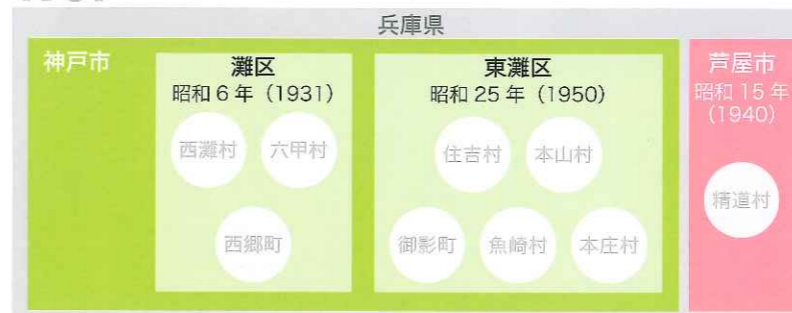 兵庫県
神戸市
灘区
昭和6年（1931）
西灘村
六甲村
西郷町
東灘区
昭和25年（1950）
住吉村
本山村
御影町
魚崎村
本庄村
芦屋市
昭和15年
（1940）
精道村